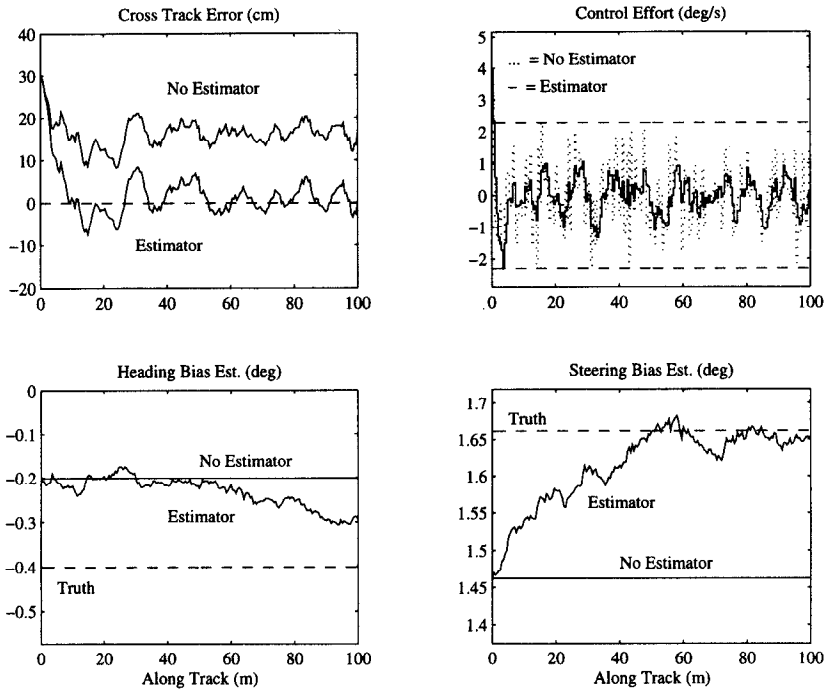 Cross Track Error (cm)
40
30
20
10
0
−10
−20
No Estimator
Estimator
0 20 40 60 80 100
Control Effort (deg/s)
5
4
3
2
1
0
−1
−2
... = No Estimator
− = Estimator
0 20 40 60 80 100
Heading Bias Est. (deg)
0
−0.1
−0.2
−0.3
−0.4
−0.5
No Estimator
Estimator
Truth
0 20 40 60 80 100
Along Track (m)
Steering Bias Est. (deg)
1.7
1.65
1.6
1.55
1.5
1.45
1.4
Truth
Estimator
No Estimator
0 20 40 60 80 100
Along Track (m)